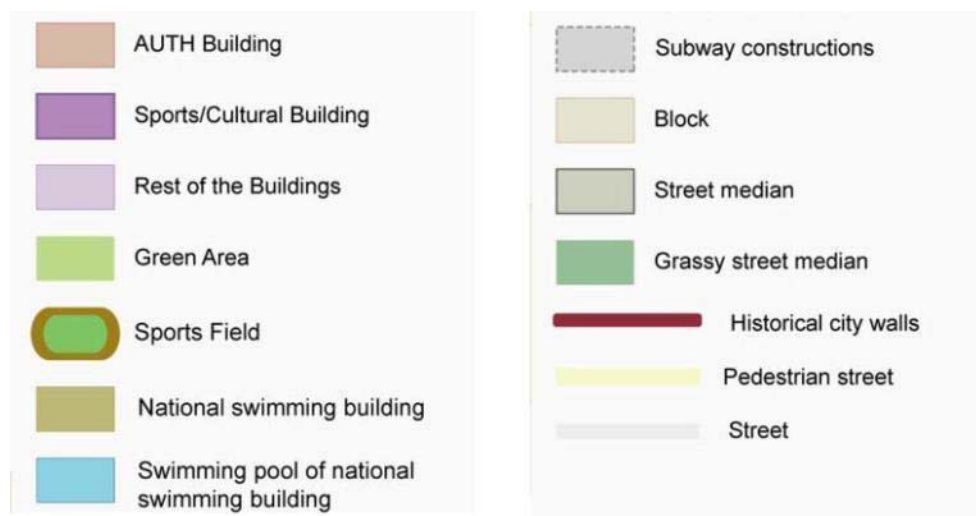 AUTH Building
Sports/Cultural Building
Rest of the Buildings
Green Area
Sports Field
National swimming building
Swimming pool of national
swimming building
Subway constructions
Block
Street median
Grassy street median
Historical city walls
Pedestrian street
Street